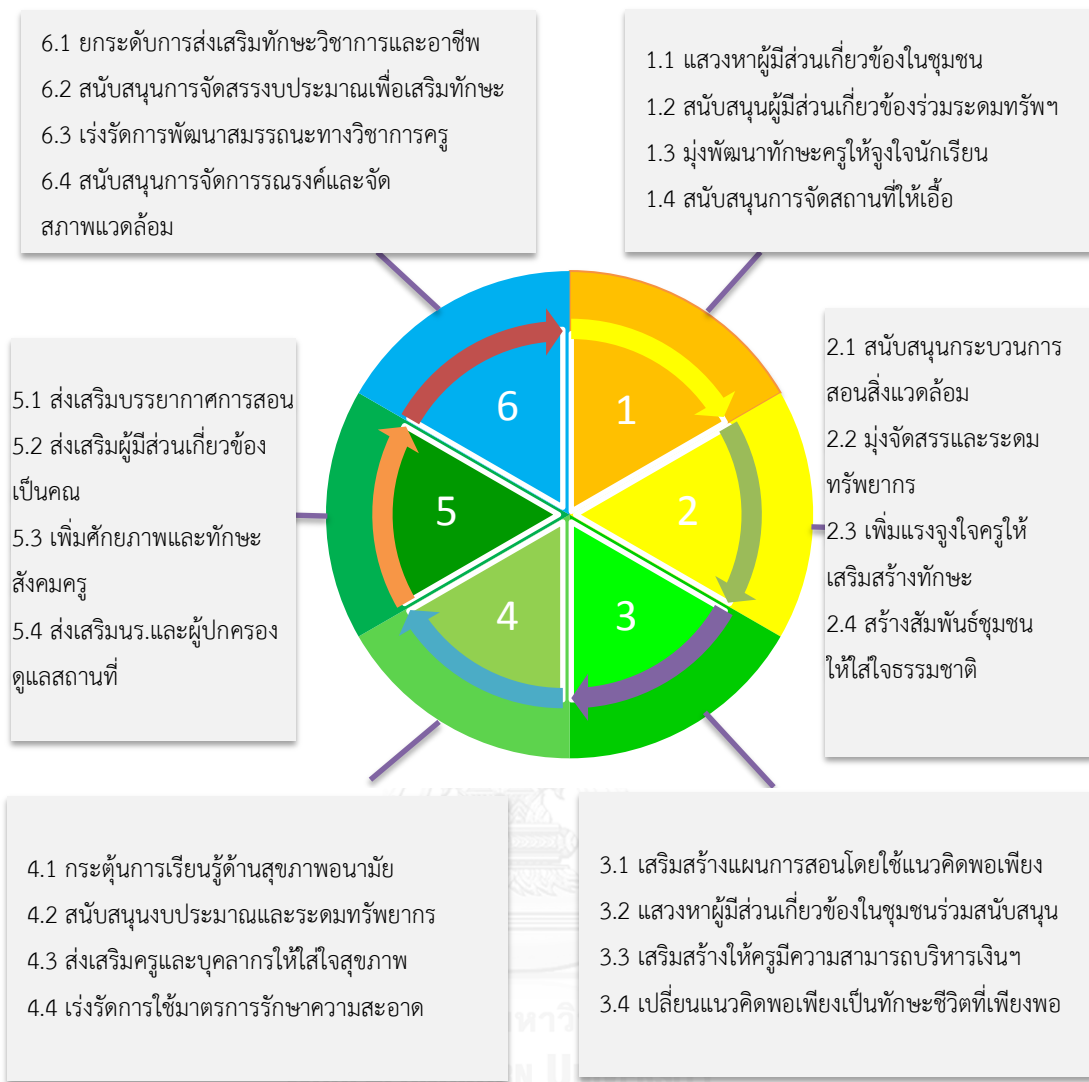 6.1 ยกระดับการส่งเสริมทักษะวิชาการและอาชีพ
6.2 สนับสนุนการจัดสรรงบประมาณเพื่อเสริมทักษะ
6.3 เร่งรัดการพัฒนาสมรรถนะทางวิชาการครู
6.4 สนับสนุนการจัดการรณรงค์และจัด
สภาพแวดล้อม
1.1 แสวงหาผู้มีส่วนเกี่ยวข้องในชุมชน
1.2 สนับสนุนผู้มีส่วนเกี่ยวข้องร่วมระดมทรัพฯ
1.3 มุ่งพัฒนาทักษะครูให้จูงใจนักเรียน
1.4 สนับสนุนการจัดสถานที่ให้เอื้อ
5.1 ส่งเสริมบรรยากาศการสอน
5.2 ส่งเสริมผู้มีส่วนเกี่ยวข้อง
เป็นคณ
5.3 เพิ่มศักยภาพและทักษะ
สังคมครู
5.4 ส่งเสริมนร.และผู้ปกครอง
ดูแลสถานที่
6
1
5
2
4
3
2.1 สนับสนุนกระบวนการ
สอนสิ่งแวดล้อม
2.2 มุ่งจัดสรรและระดม
ทรัพยากร
2.3 เพิ่มแรงจูงใจครูให้
เสริมสร้างทักษะ
2.4 สร้างสัมพันธ์ชุมชน
ให้ใส่ใจธรรมชาติ
4.1 กระตุ้นการเรียนรู้ด้านสุขภาพอนามัย
4.2 สนับสนุนงบประมาณและระดมทรัพยากร
4.3 ส่งเสริมครูและบุคลากรให้ใส่ใจสุขภาพ
4.4 เร่งรัดการใช้มาตรการรักษาความสะอาด
3.1 เสริมสร้างแผนการสอนโดยใช้แนวคิดพอเพียง
3.2 แสวงหาผู้มีส่วนเกี่ยวข้องในชุมชนร่วมสนับสนุน
3.3 เสริมสร้างให้ครูมีความสามารถบริหารเงินฯ
3.4 เปลี่ยนแนวคิดพอเพียงเป็นทักษะชีวิตที่เพียงพอ